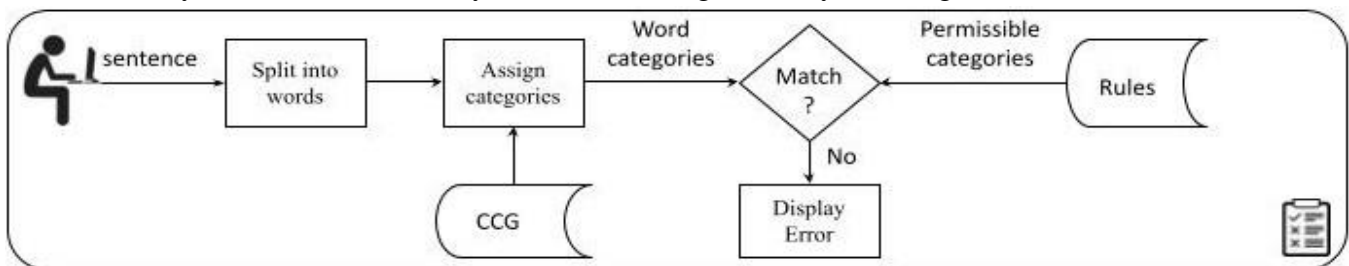 sentence
Split into
words
Assign
categories
Word
categories
Match
?
Permissible
categories
Rules
No
CCG
Display
Error